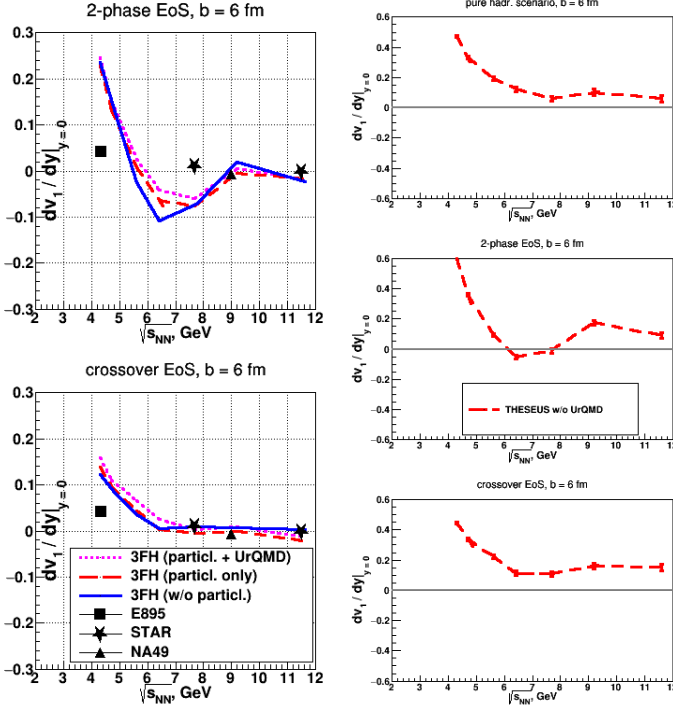 2-phase EoS, b = 6 fm
dv1 / dy|y = 0
0.3
0.2
0.1
0
−0.1
−0.2
−0.3
2 3 4 5 6 7 8 9 10 11 12
√sNN, GeV
crossover EoS, b = 6 fm
dv1 / dy|y = 0
0.3
0.2
0.1
0
−0.1
−0.2
−0.3
3FH (particl. + UrQMD)
3FH (particl. only)
3FH (w/o particl.)
E895
STAR
NA49
2 3 4 5 6 7 8 9 10 11 12
√sNN, GeV
pure hadr. scenario, b = 6 fm
dv1 / dy|y=0
0.6
0.4
0.2
0
−0.2
−0.4
−0.6
2 3 4 5 6 7 8 9 10 11 12
√sNN, GeV
2-phase EoS, b = 6 fm
dv1 / dy|y=0
0.6
0.4
0.2
0
−0.2
−0.4
−0.6
THESEUS w/o UrQMD
2 3 4 5 6 7 8 9 10 11 12
√sNN, GeV
crossover EoS, b = 6 fm
dv1 / dy|y=0
0.6
0.4
0.2
0
−0.2
−0.4
−0.6
2 3 4 5 6 7 8 9 10 11 12
√sNN, GeV